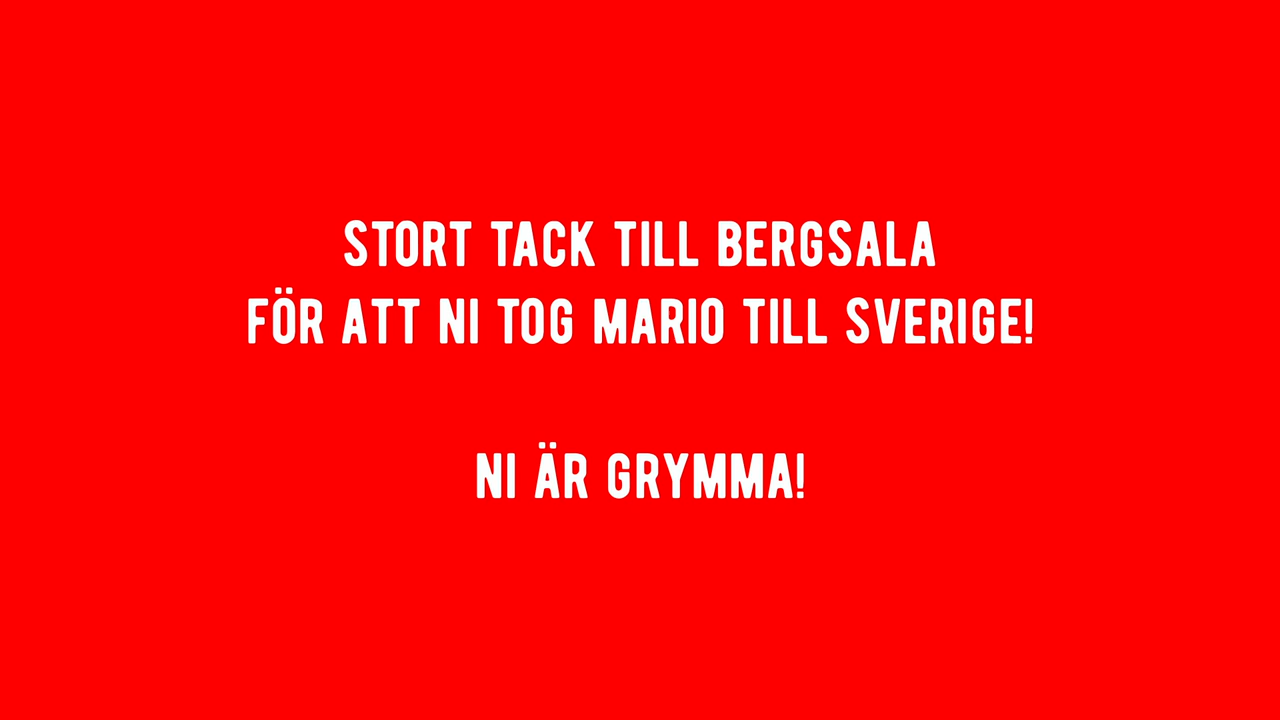 STORT TACK TILL BERGSALA
FÖR ATT NI TOG MARIO TILL SVERIGE!
NI ÄR GRYMMA!